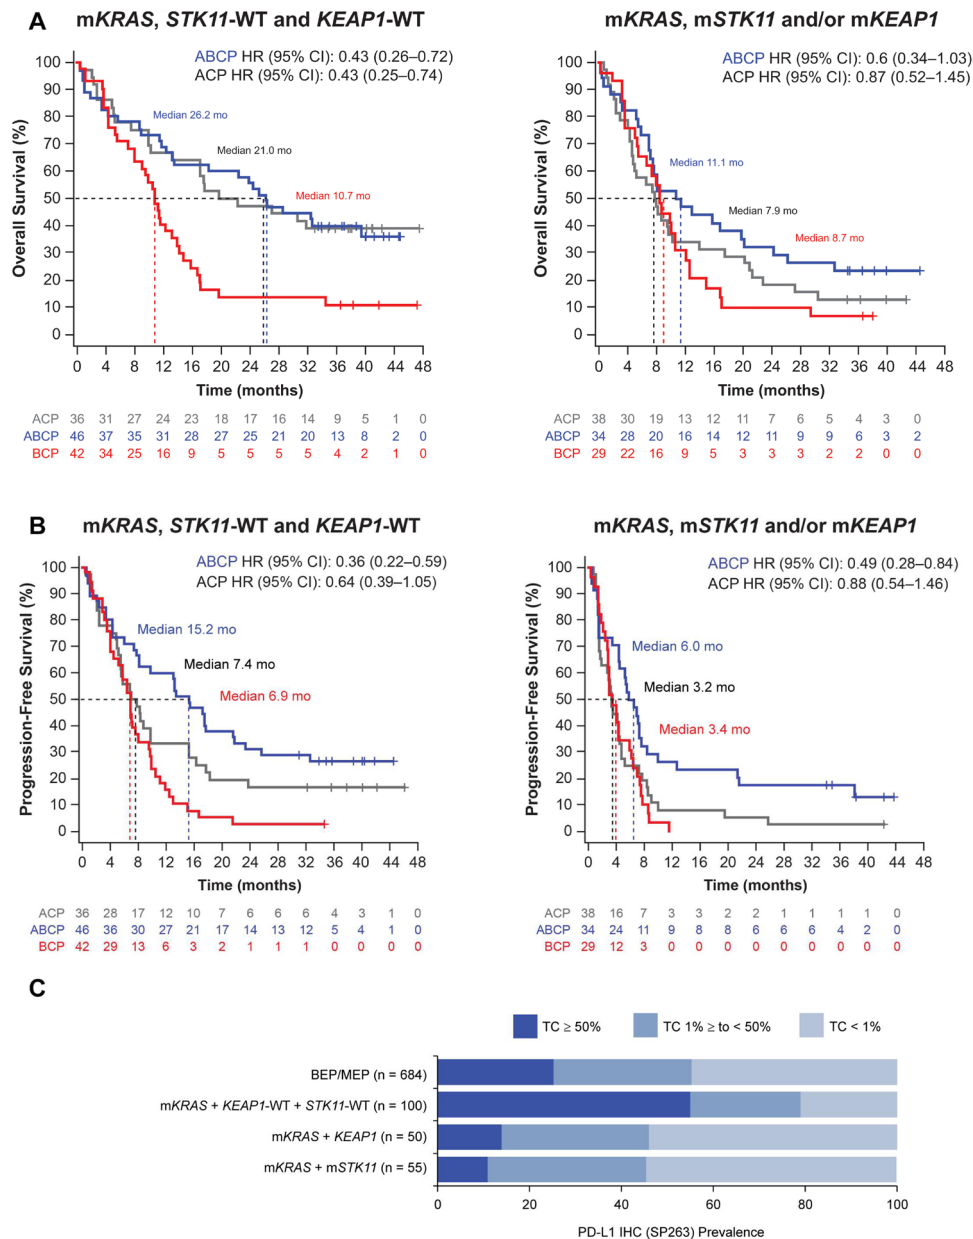 A
mKRAS, STK11-WT and KEAP1-WT
ABCP HR (95% CI): 0.43 (0.26–0.72)
ACP HR (95% CI): 0.43 (0.25–0.74)
Overall Survival (%)
100
90
80
70
60
50
40
30
20
10
0
Median 26.2 mo
Median 21.0 mo
Median 10.7 mo
0 4 8 12 16 20 24 28 32 36 40 44 48
Time (months)
ACP 36 31 27 24 23 18 17 16 14 9 5 1 0
ABCP 46 37 35 31 28 27 25 21 20 13 8 2 0
BCP 42 34 25 16 9 5 5 5 5 4 2 1 0
mKRAS, mSTK11 and/or mKEAP1
ABCP HR (95% CI): 0.6 (0.34–1.03)
ACP HR (95% CI): 0.87 (0.52–1.45)
Overall Survival (%)
100
90
80
70
60
50
40
30
20
10
0
Median 11.1 mo
Median 7.9 mo
Median 8.7 mo
0 4 8 12 16 20 24 28 32 36 40 44 48
Time (months)
ACP 38 30 19 13 12 11 7 6 5 4 3 0
ABCP 34 28 20 16 14 12 11 9 9 6 3 2
BCP 29 22 16 9 5 3 3 3 2 2 0 0
B
mKRAS, STK11-WT and KEAP1-WT
ABCP HR (95% CI): 0.36 (0.22–0.59)
ACP HR (95% CI): 0.64 (0.39–1.05)
Progression-Free Survival (%)
100
90
80
70
60
50
40
30
20
10
0
Median 15.2 mo
Median 7.4 mo
Median 6.9 mo
0 4 8 12 16 20 24 28 32 36 40 44 48
Time (months)
ACP 36 28 17 12 10 7 6 6 6 4 3 1 0
ABCP 46 36 30 27 21 17 14 13 12 5 4 1 0
BCP 42 29 13 6 3 2 1 1 1 0 0 0 0
mKRAS, mSTK11 and/or mKEAP1
ABCP HR (95% CI): 0.49 (0.28–0.84)
ACP HR (95% CI): 0.88 (0.54–1.46)
Progression-Free Survival (%)
100
90
80
70
60
50
40
30
20
10
0
Median 6.0 mo
Median 3.2 mo
Median 3.4 mo
0 4 8 12 16 20 24 28 32 36 40 44 48
Time (months)
ACP 38 16 7 3 3 2 2 1 1 1 1 0
ABCP 34 24 11 9 8 8 8 6 6 4 2 0
BCP 29 12 3 0 0 0 0 0 0 0 0 0
C
TC ≥ 50%
TC 1% ≥ to < 50%
TC < 1%
BEP/MEP (n = 684)
mKRAS + KEAP1-WT + STK11-WT (n = 100)
mKRAS + KEAP1 (n = 50)
mKRAS + mSTK11 (n = 55)
0 20 40 60 80 100
PD-L1 IHC (SP263) Prevalence